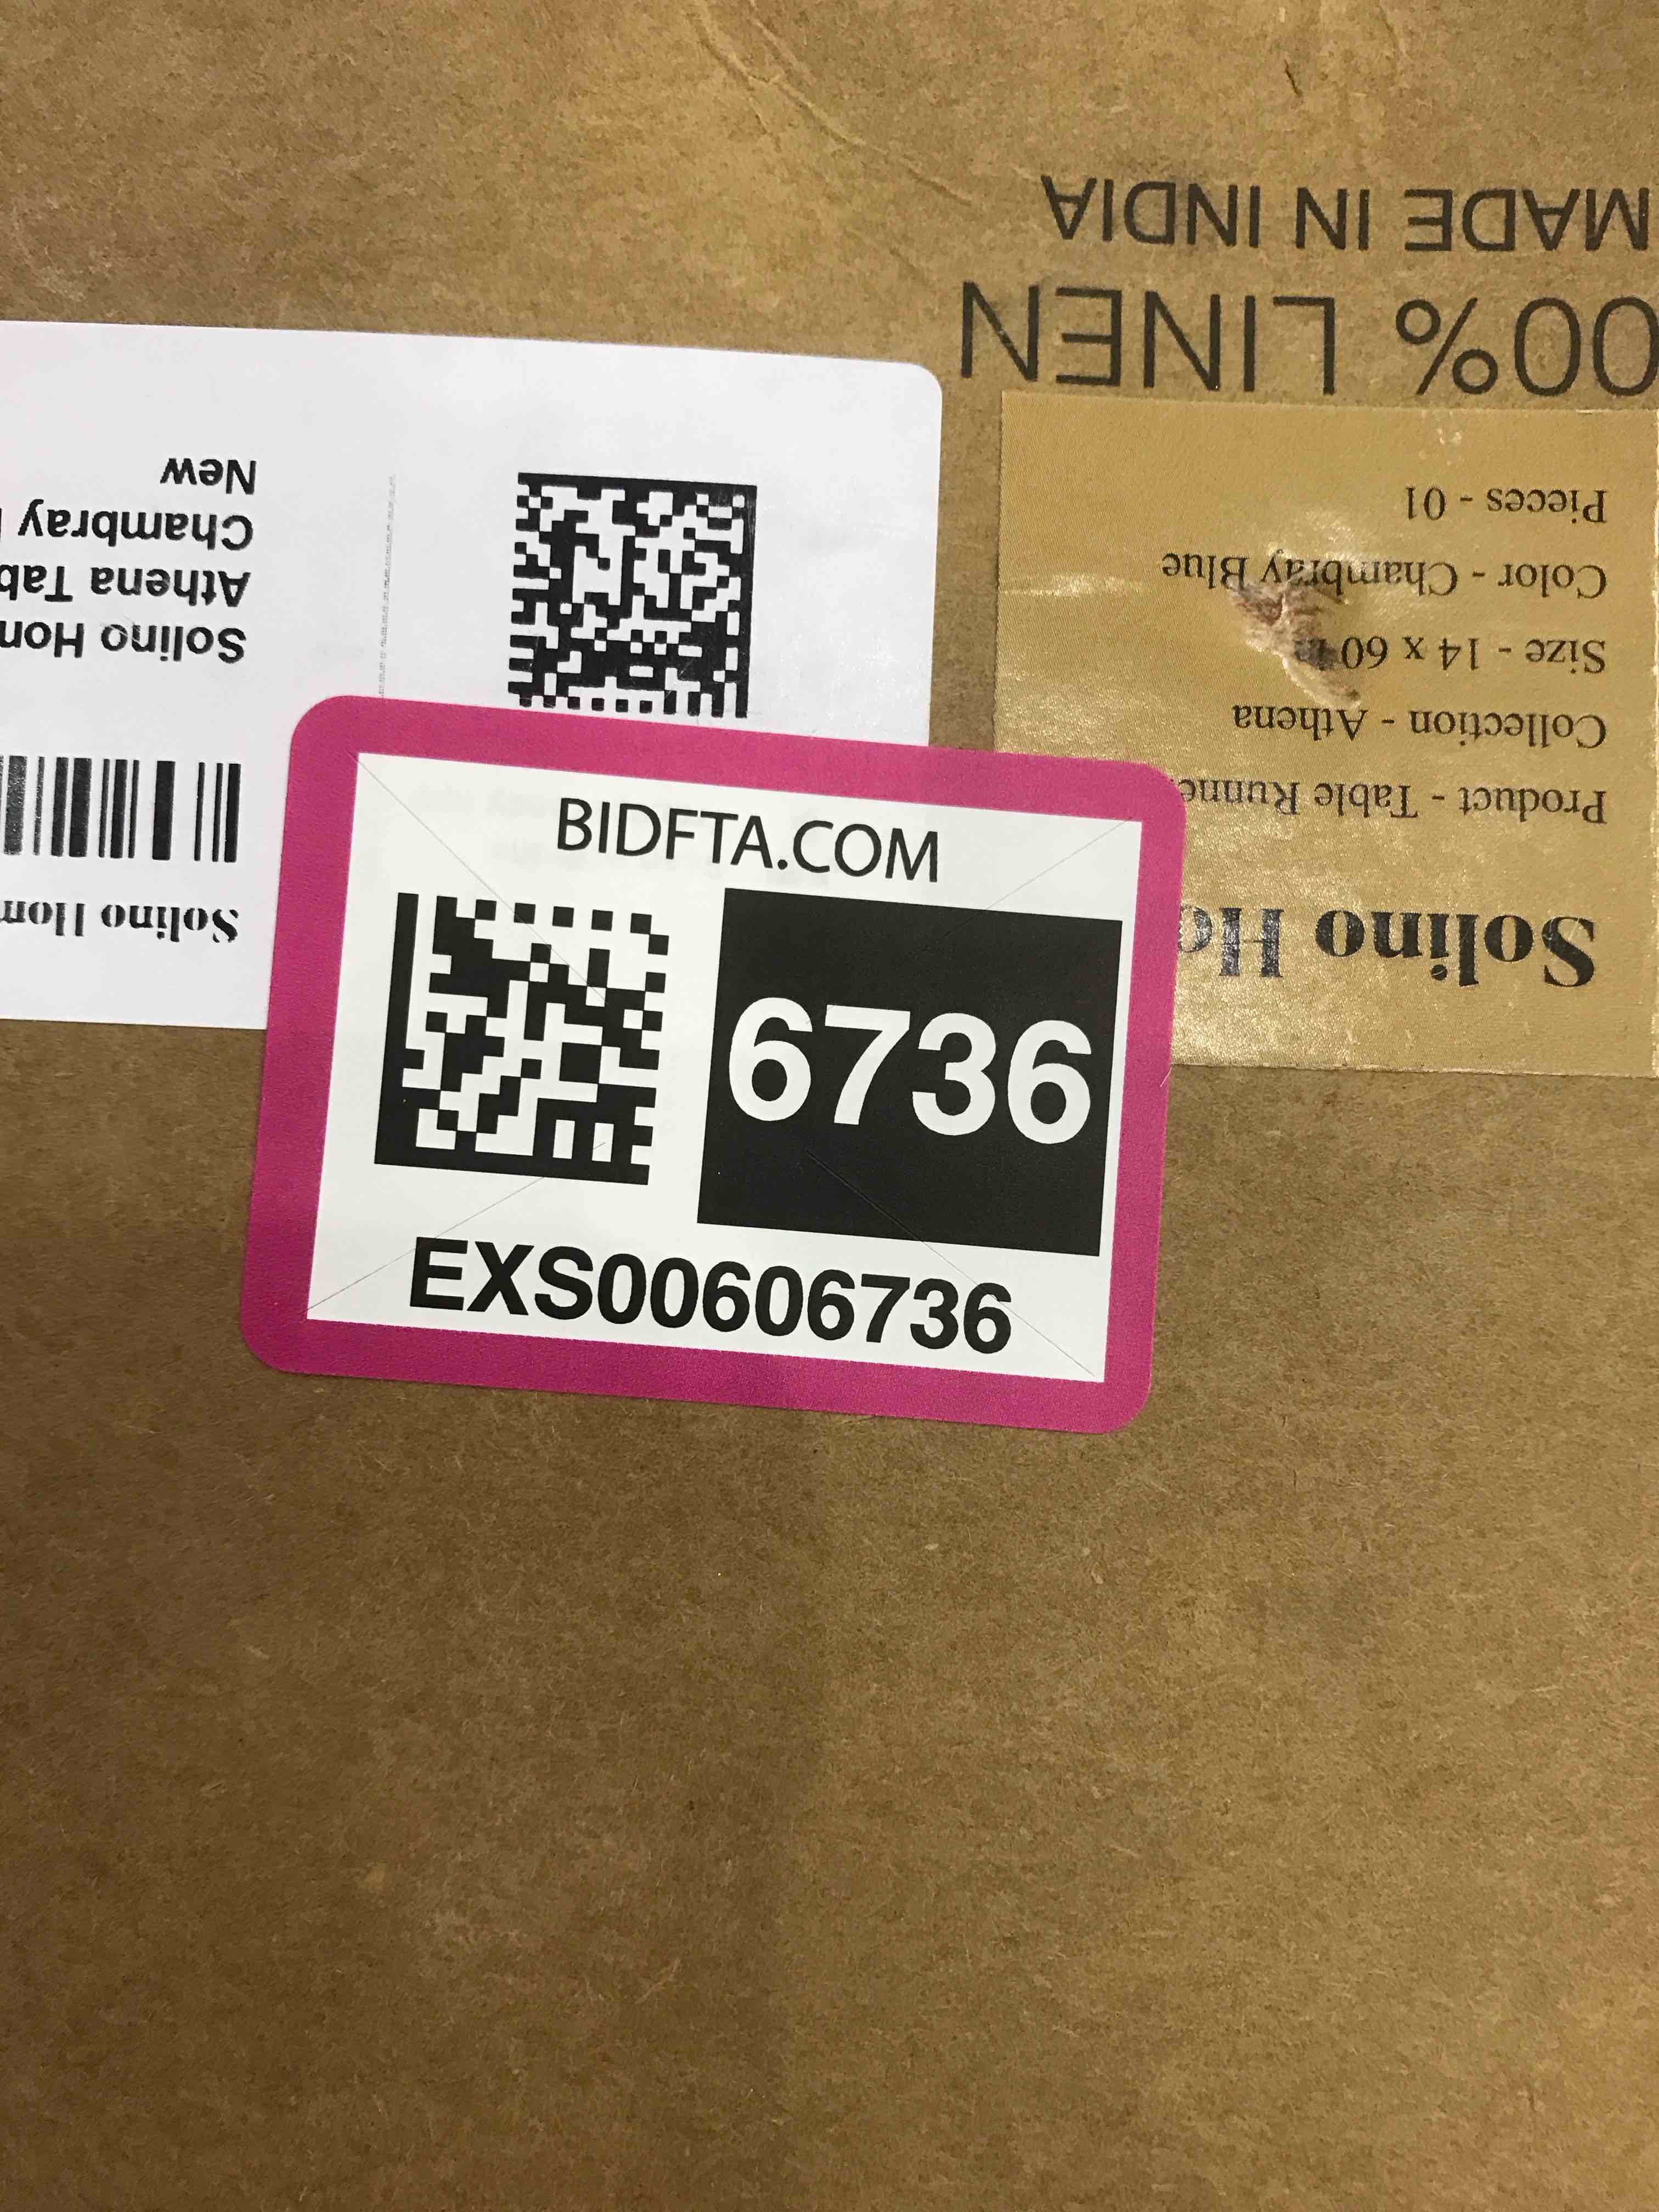 MADE IN INDIA
00% LINEN
Solino Ho
Product - Table Runne
Collection - Athena
Size - 14 x 60
Color - Chambray Blue
Pieces - 01
Solino Hom
Solino Hom
Athena Tab
Chambray
New
BIDFTA.COM
6736
EXS00606736